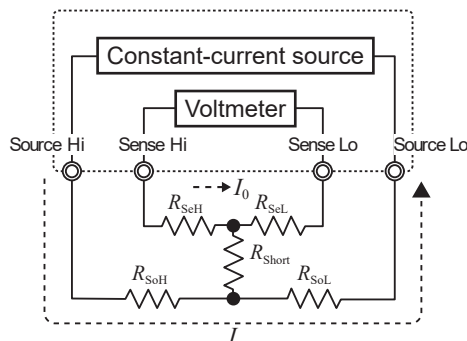 Constant-current source
Voltmeter
Source Hi Sense Hi Sense Lo Source Lo
I0
RSeH RSeL
RShort
RSoH RSoL
I